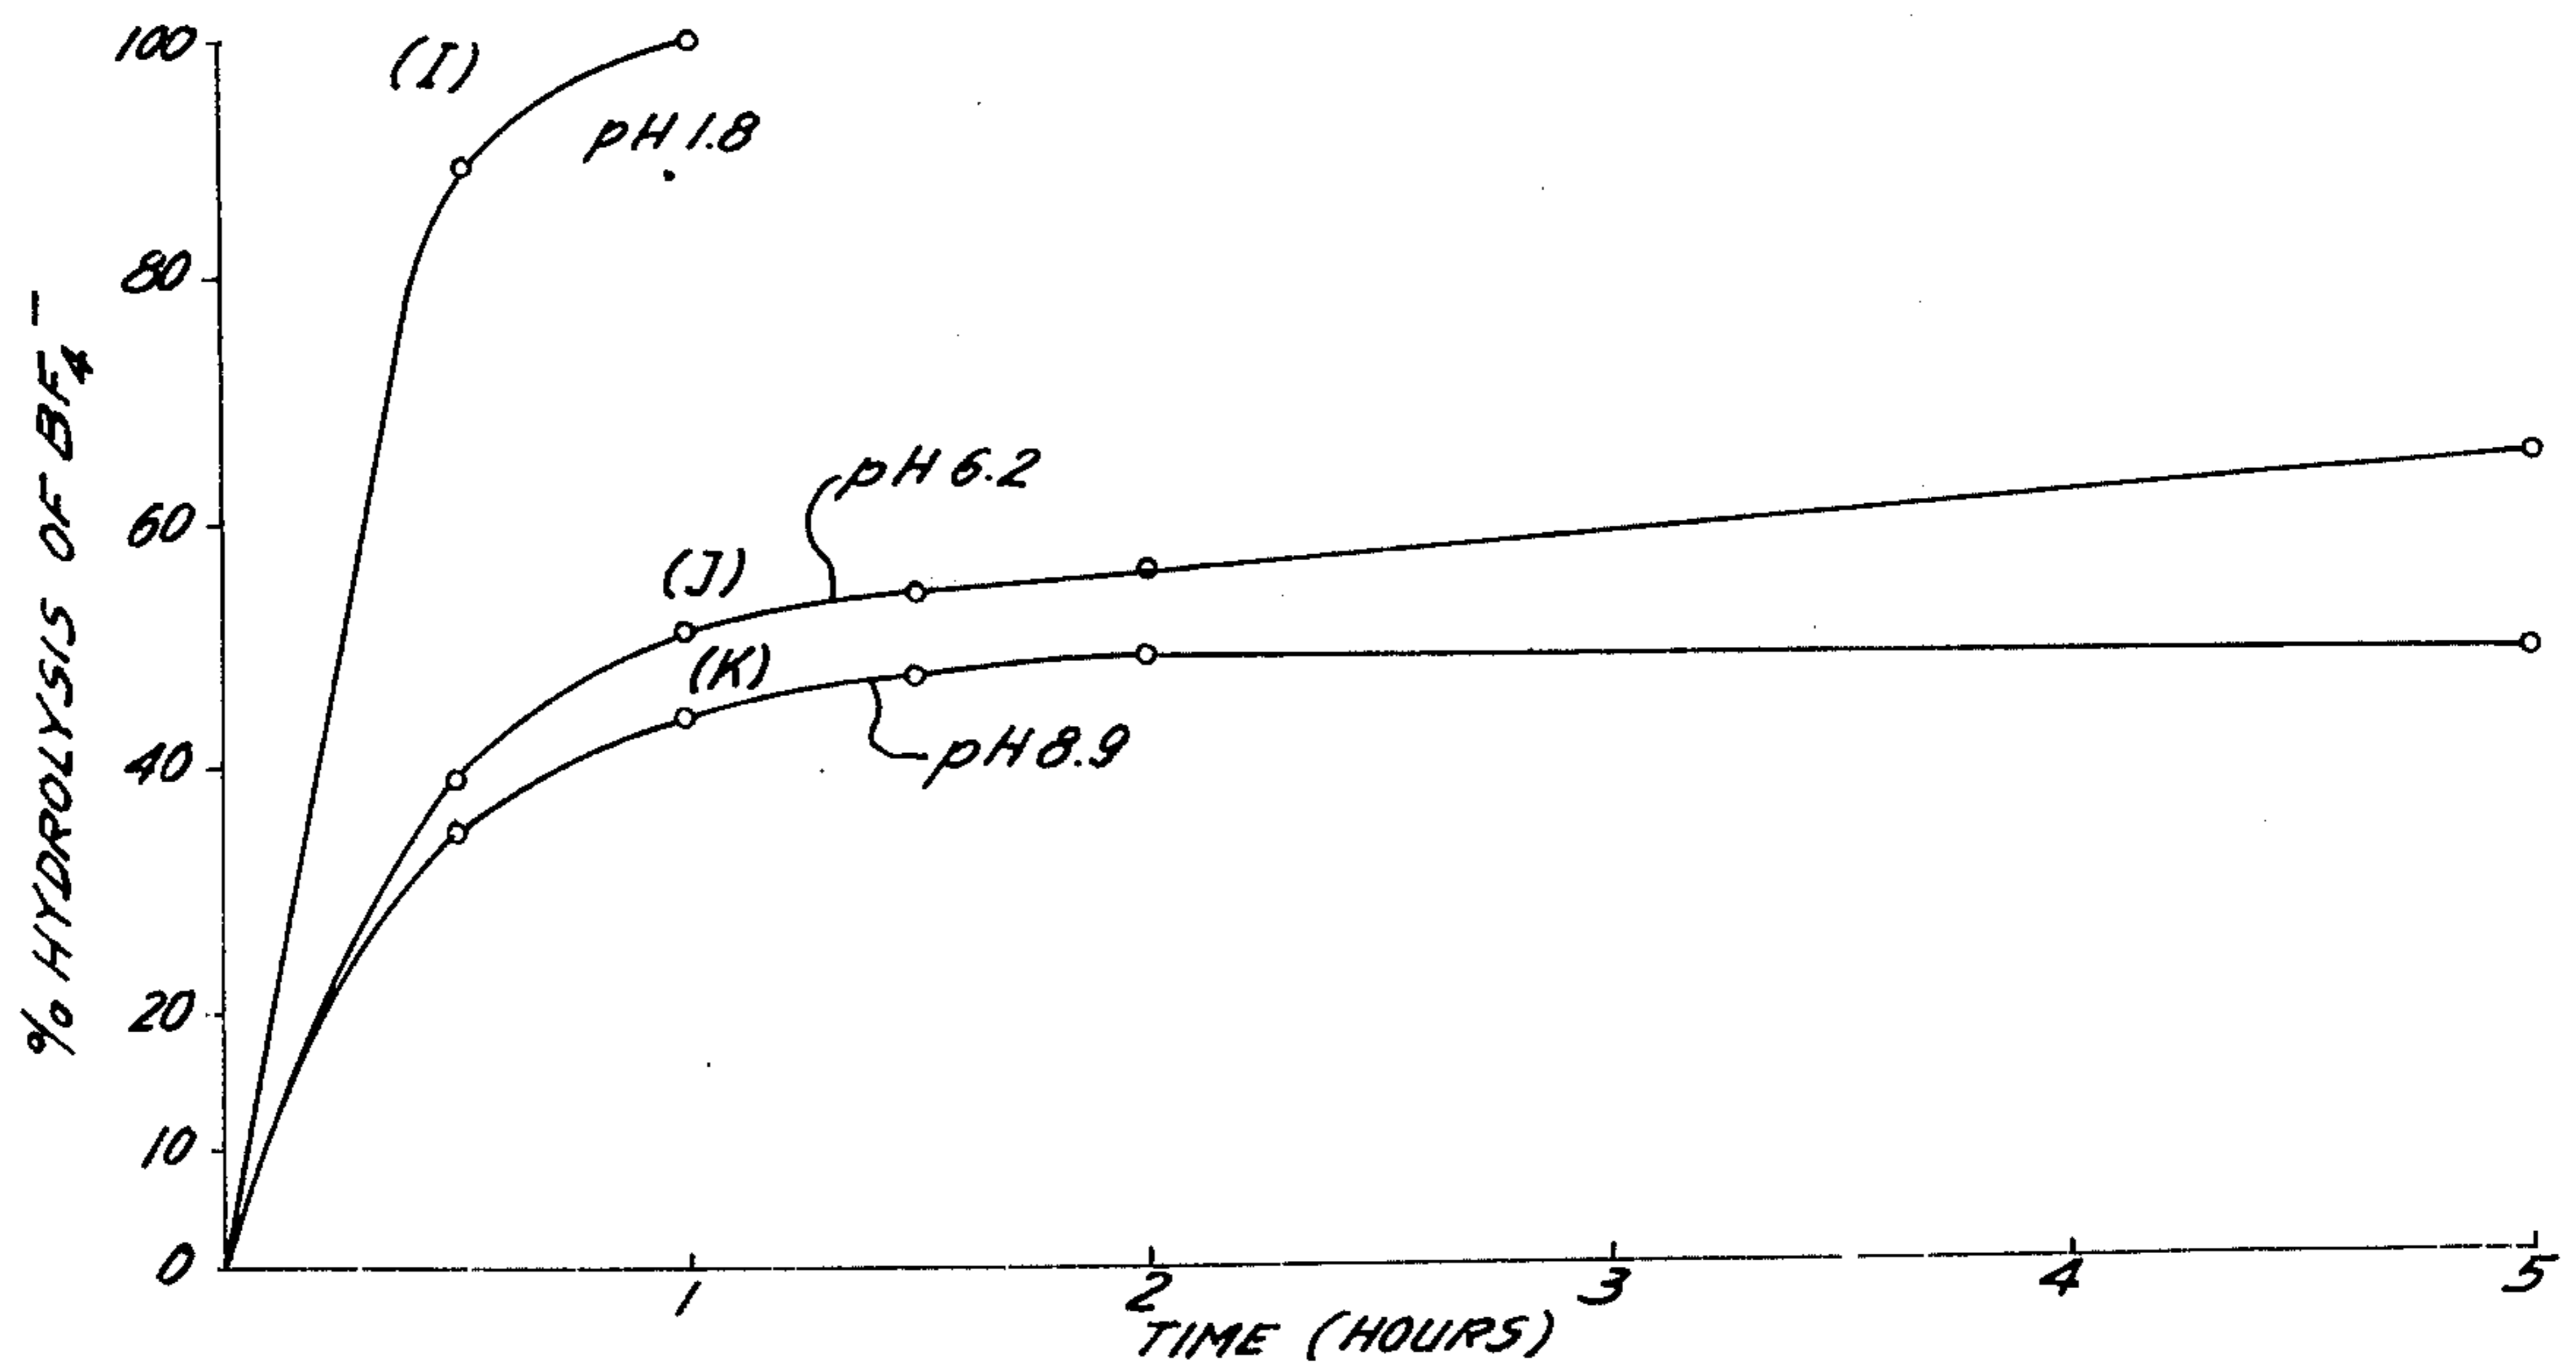 100
(I)
pH 1.8
80
% HYDROLYSIS OF BF4-
pH 6.2
60
(J)
(K)
40
pH 8.9
20
10
0
1
2
3
4
5
TIME (HOURS)